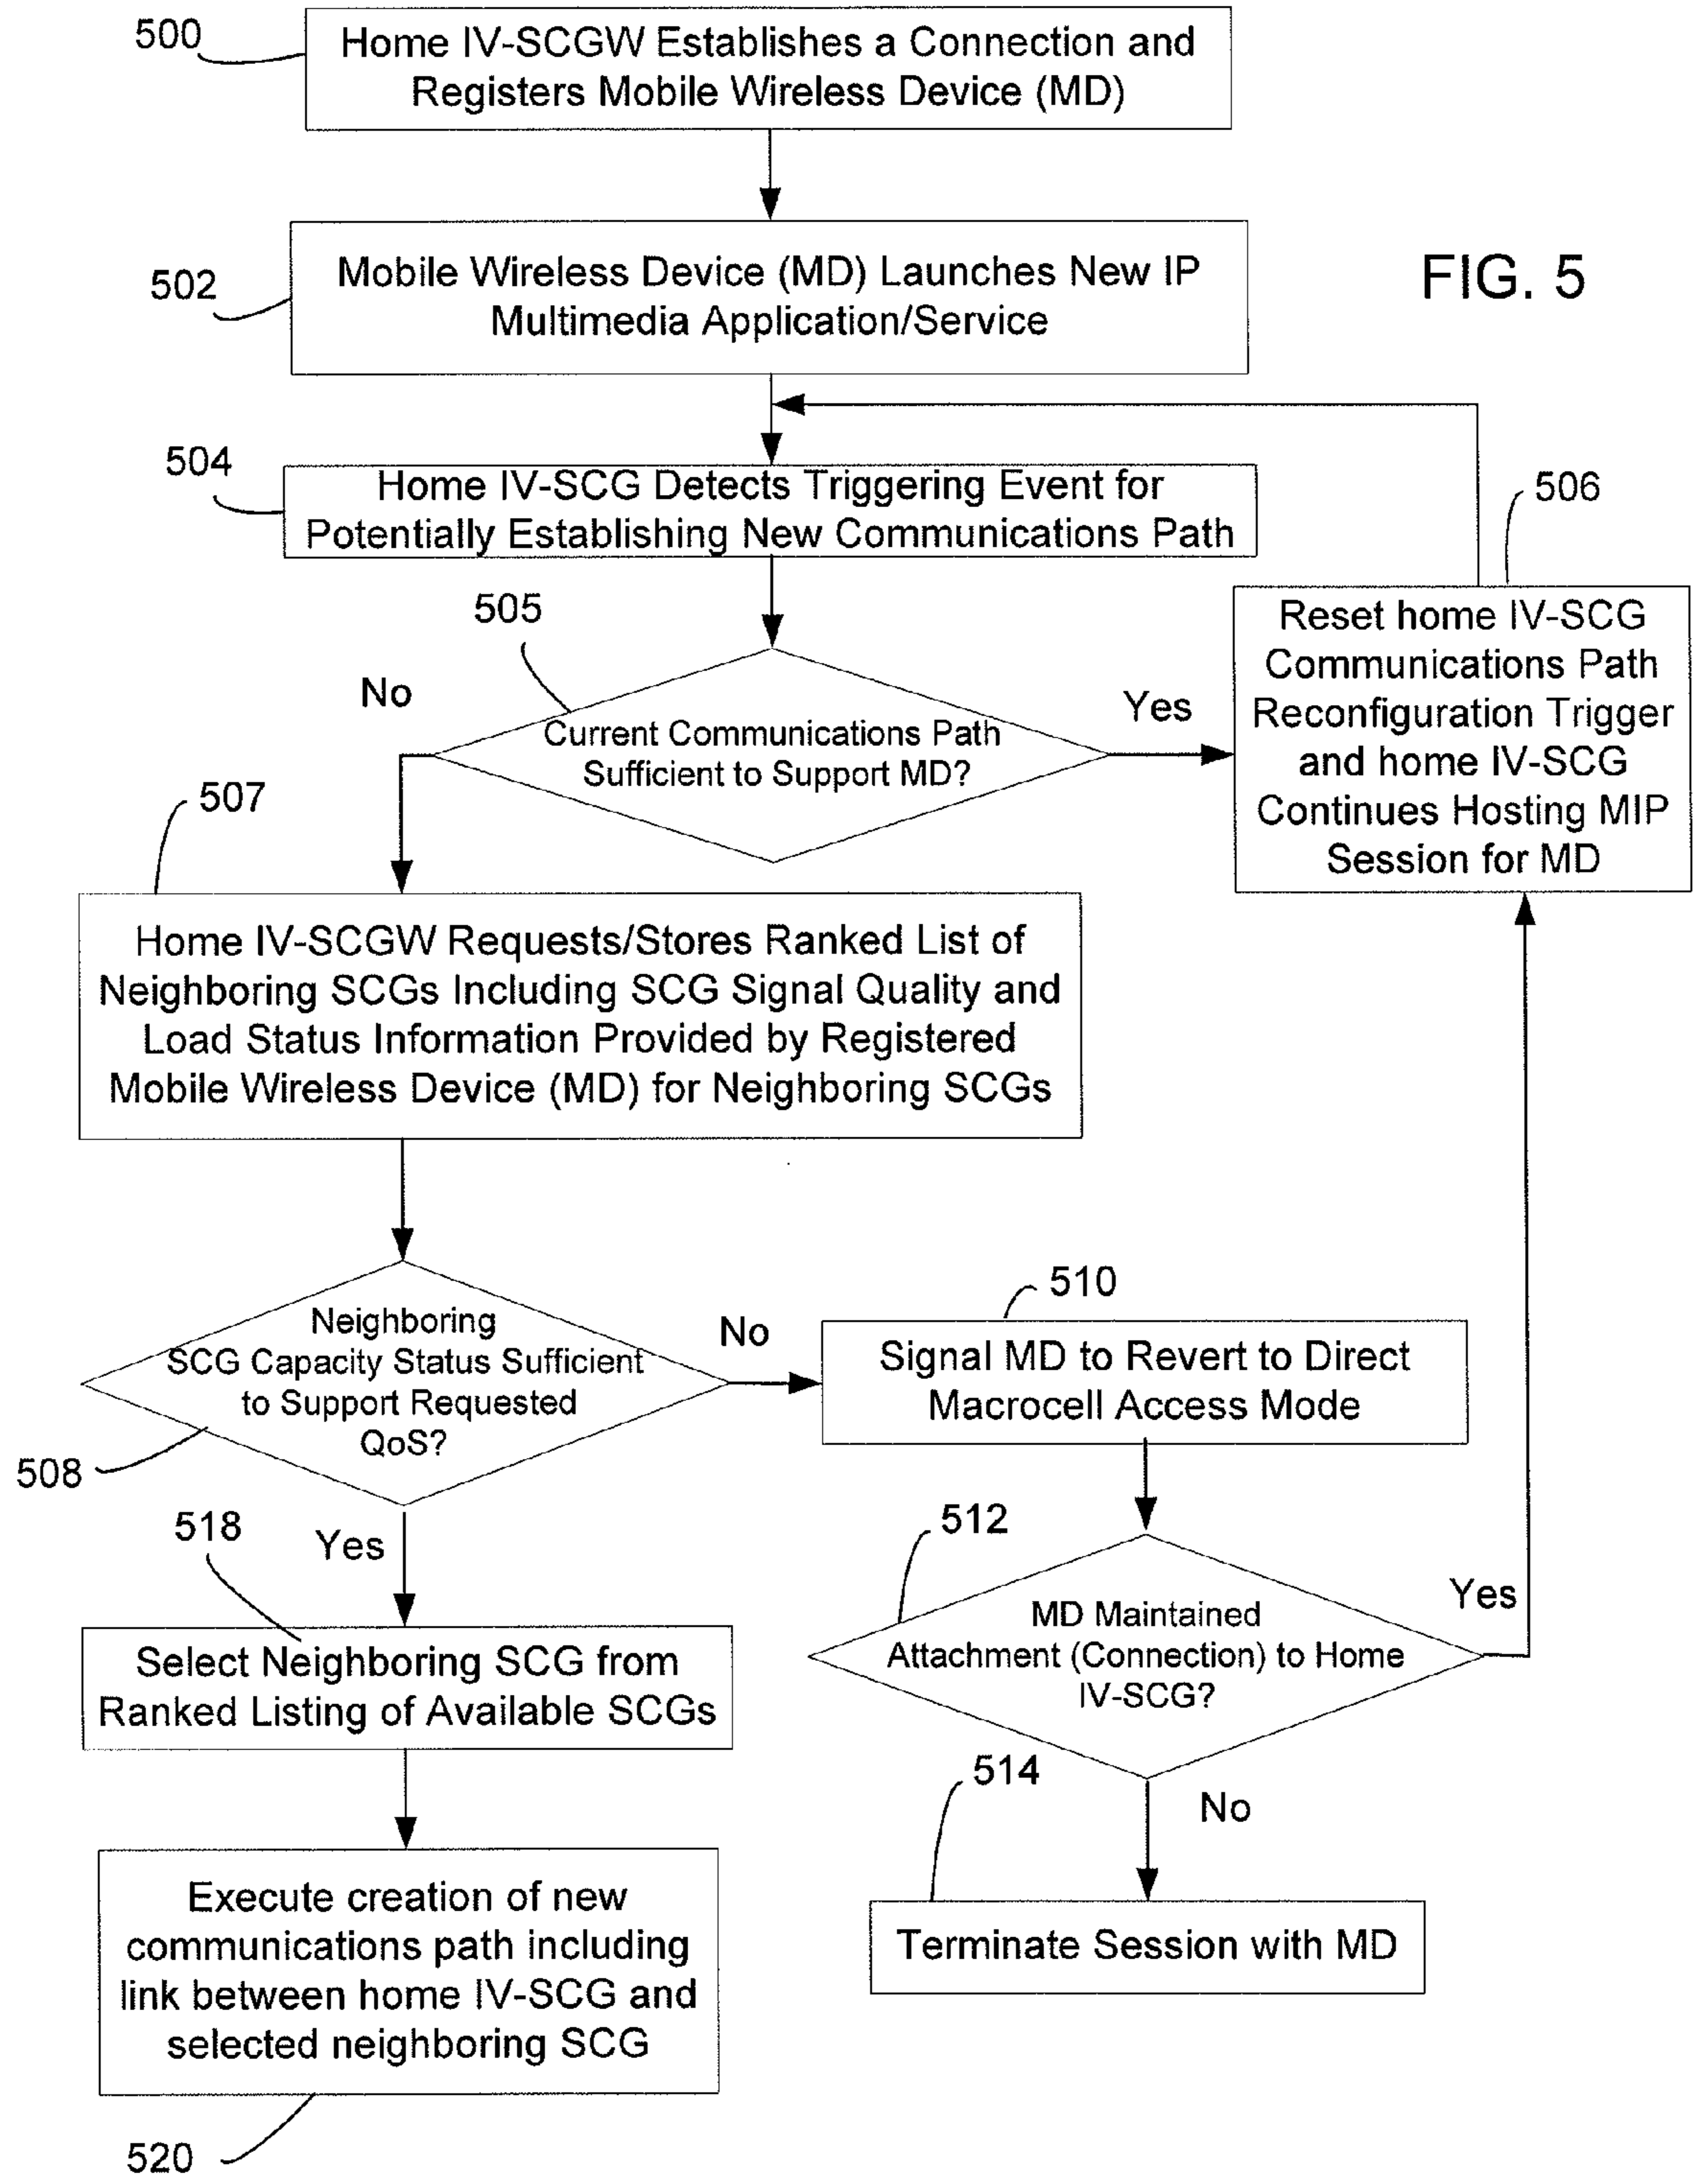 500
Home IV-SCGW Establishes a Connection and
Registers Mobile Wireless Device (MD)
502
Mobile Wireless Device (MD) Launches New IP
Multimedia Application/Service
FIG. 5
504
Home IV-SCG Detects Triggering Event for
Potentially Establishing New Communications Path
506
Reset home IV-SCG
Communications Path
Reconfiguration Trigger
and home IV-SCG
Continues Hosting MIP
Session for MD
505
No
Yes
Current Communications Path
Sufficient to Support MD?
507
Home IV-SCGW Requests/Stores Ranked List of
Neighboring SCGs Including SCG Signal Quality and
Load Status Information Provided by Registered
Mobile Wireless Device (MD) for Neighboring SCGs
Neighboring
SCG Capacity Status Sufficient
to Support Requested
QoS?
508
No
510
Signal MD to Revert to Direct
Macrocell Access Mode
Yes
518
Select Neighboring SCG from
Ranked Listing of Available SCGs
512
MD Maintained
Attachment (Connection) to Home
IV-SCG?
Yes
514
No
Terminate Session with MD
Execute creation of new
communications path including
link between home IV-SCG and
selected neighboring SCG
520